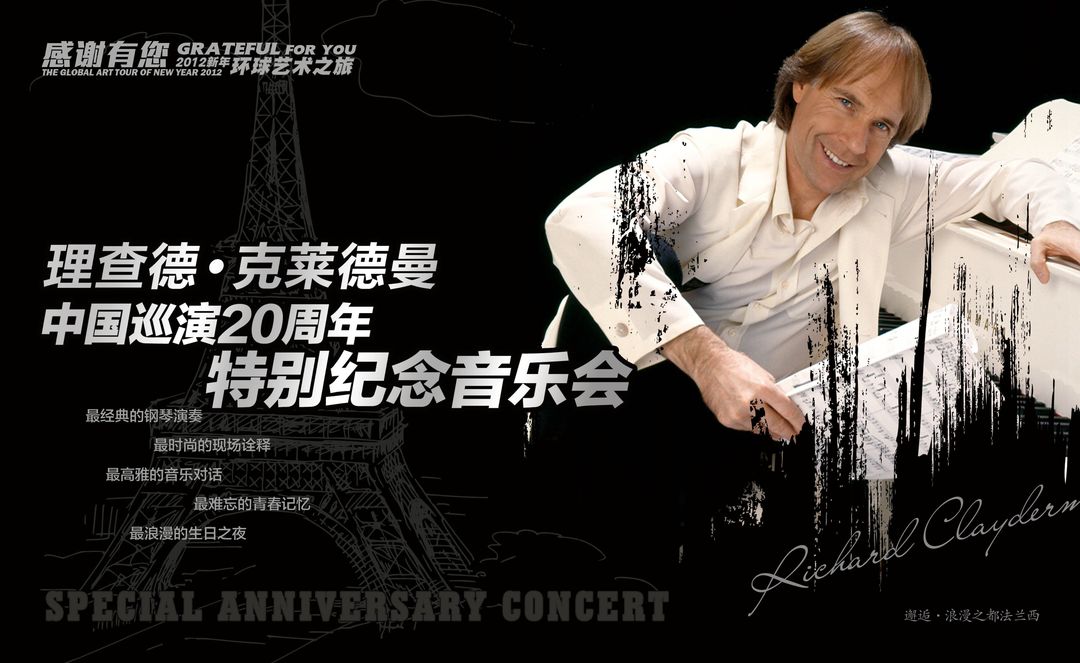 感谢有您 GRATEFUL FOR YOU
2012新年 环球艺术之旅
THE GLOBAL ART TOUR OF NEW YEAR 2012
理查德·克莱德曼
中国巡演20周年
特别纪念音乐会
最经典的钢琴演奏
最时尚的现场诠释
最高雅的音乐对话
最难忘的青春记忆
最浪漫的生日之夜
SPECIAL ANNIVERSARY CONCERT
Richard Clayderm
邂逅·浪漫之都法兰西